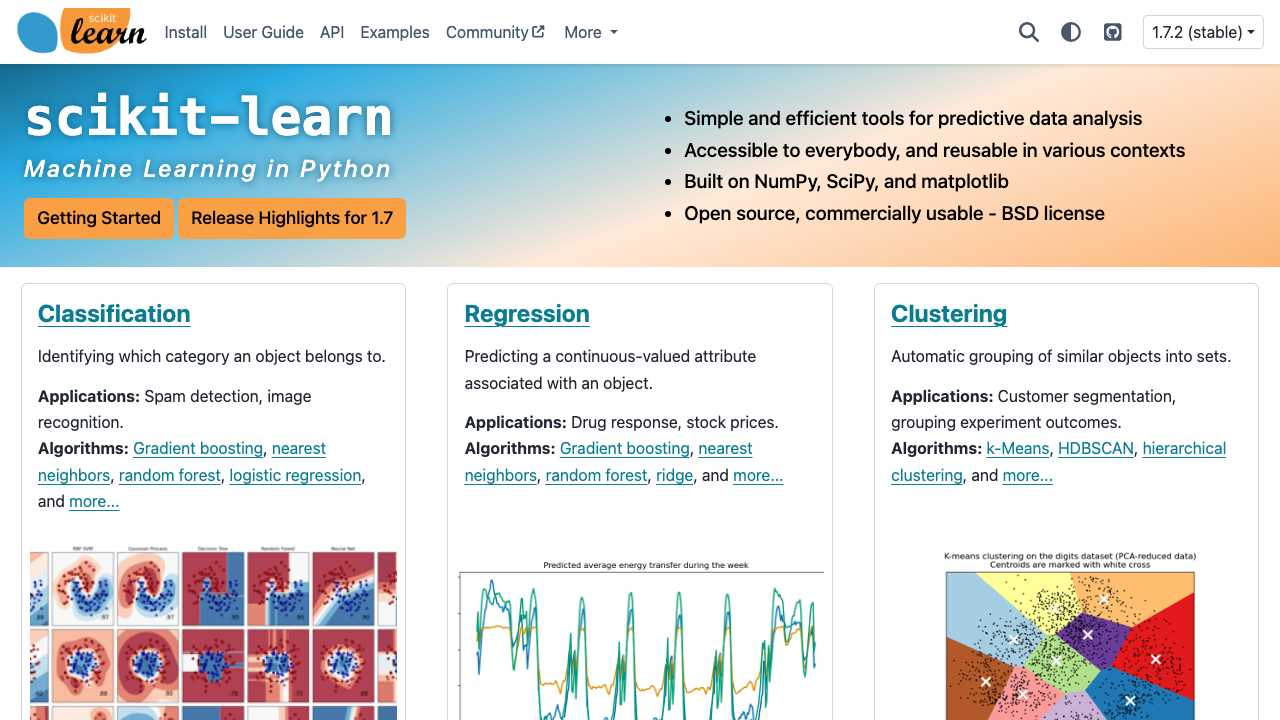 scikit
learn
Install User Guide API Examples Community More
1.7.2 (stable)
scikit-learn
Machine Learning in Python
Getting Started
Release Highlights for 1.7
Simple and efficient tools for predictive data analysis
Accessible to everybody, and reusable in various contexts
Built on NumPy, SciPy, and matplotlib
Open source, commercially usable - BSD license
Classification
Identifying which category an object belongs to.
Applications: Spam detection, image
recognition.
Algorithms: Gradient boosting, nearest
neighbors, random forest, logistic regression,
and more...
RBF SVM Gaussian Process Decision Tree Random Forest Neural Net
Regression
Predicting a continuous-valued attribute
associated with an object.
Applications: Drug response, stock prices.
Algorithms: Gradient boosting, nearest
neighbors, random forest, ridge, and more...
Predicted average energy transfer during the week
Clustering
Automatic grouping of similar objects into sets.
Applications: Customer segmentation,
grouping experiment outcomes.
Algorithms: k-Means, HDBSCAN, hierarchical
clustering, and more...
K-means clustering on the digits dataset (PCA-reduced data)
Centroids are marked with white cross